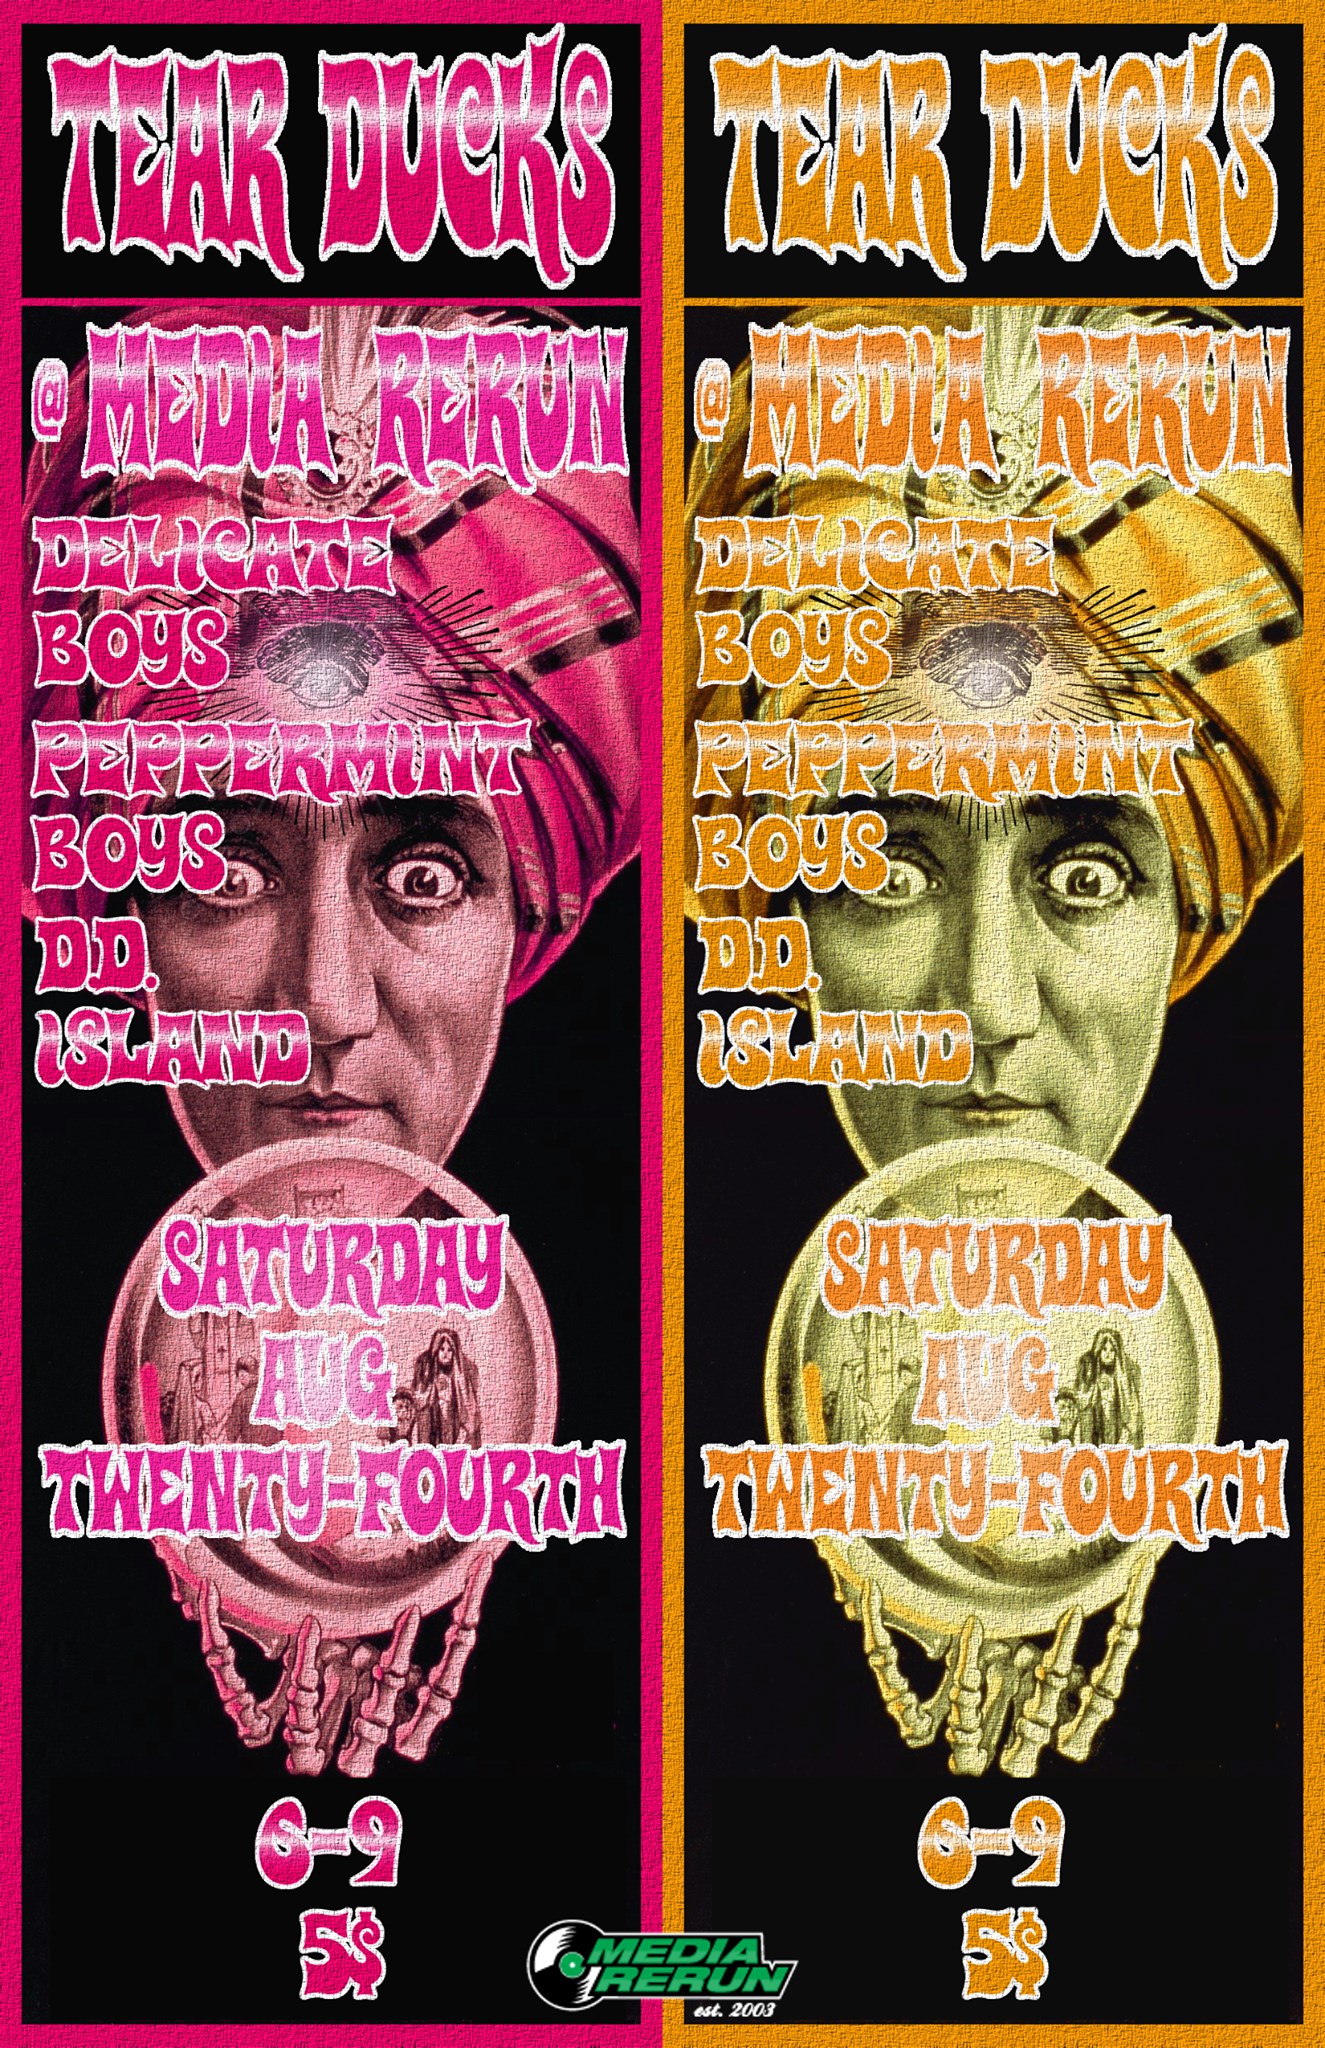 TEAR DUCKS
@ MEDIA RERUN
DELICATE
BOYS
PEPPERMINT
BOYS
D.D.
ISLAND
SATURDAY
AUG
TWENTY-FOURTH
6-9
5$
TEAR DUCKS
@ MEDIA RERUN
DELICATE
BOYS
PEPPERMINT
BOYS
D.D.
ISLAND
SATURDAY
AUG
TWENTY-FOURTH
6-9
5$
MEDIA
RERUN
est. 2003